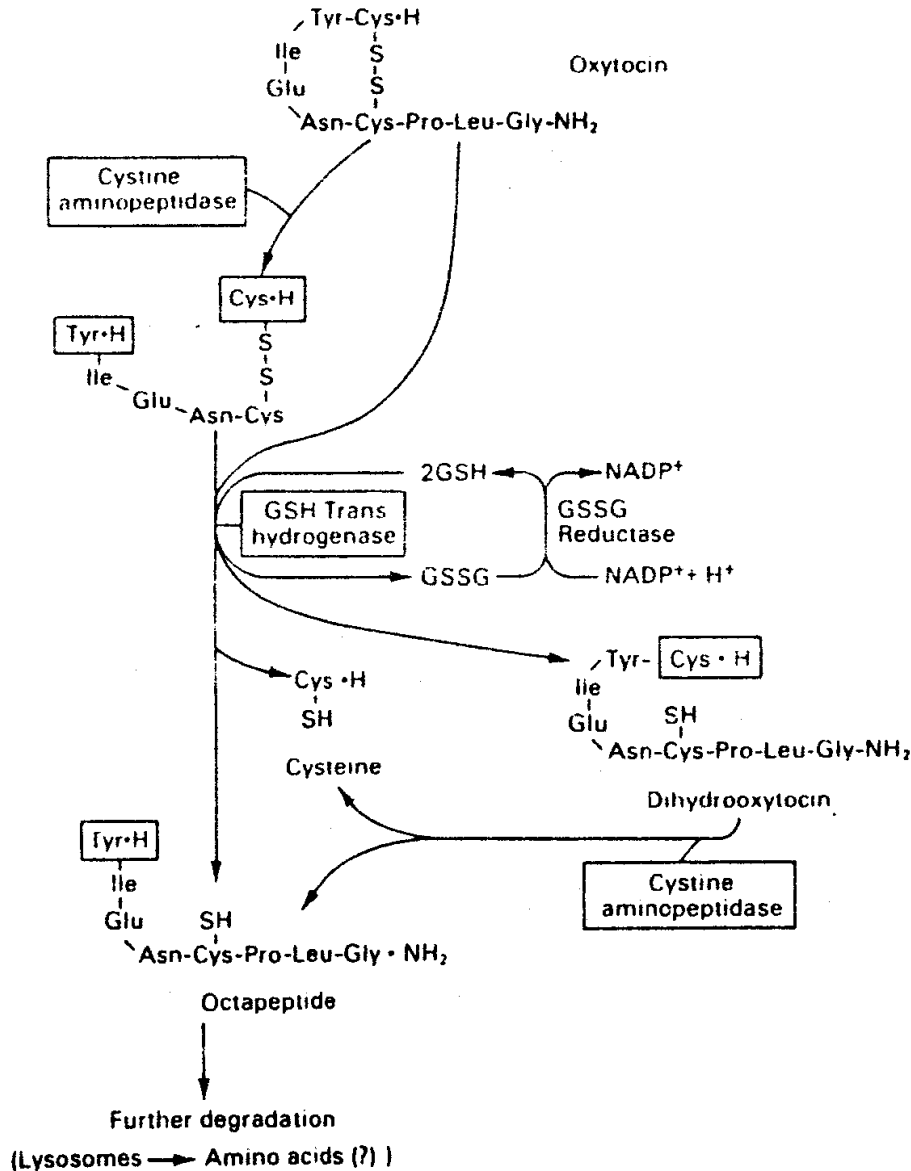 Tyr-Cys•H
Ile
S
Oxytocin
Glu
S
Asn-Cys-Pro-Leu-Gly-NH₂
Cystine
aminopeptidase
Cys•H
Tyr•H
S
Ile
S
Glu
Asn-Cys
2GSH
NADP⁺
GSH Trans
hydrogenase
GSSG
Reductase
GSSG
NADP⁺+ H⁺
Tyr- Cys • H
Cys •H
Ile
SH
Glu
SH
Asn-Cys-Pro-Leu-Gly-NH₂
Cysteine
Dihydrooxytocin
Tyr•H
Ile
Cystine
aminopeptidase
Glu
SH
Asn-Cys-Pro-Leu-Gly • NH₂
Octapeptide
Further degradation
(Lysosomes → Amino acids (?) )